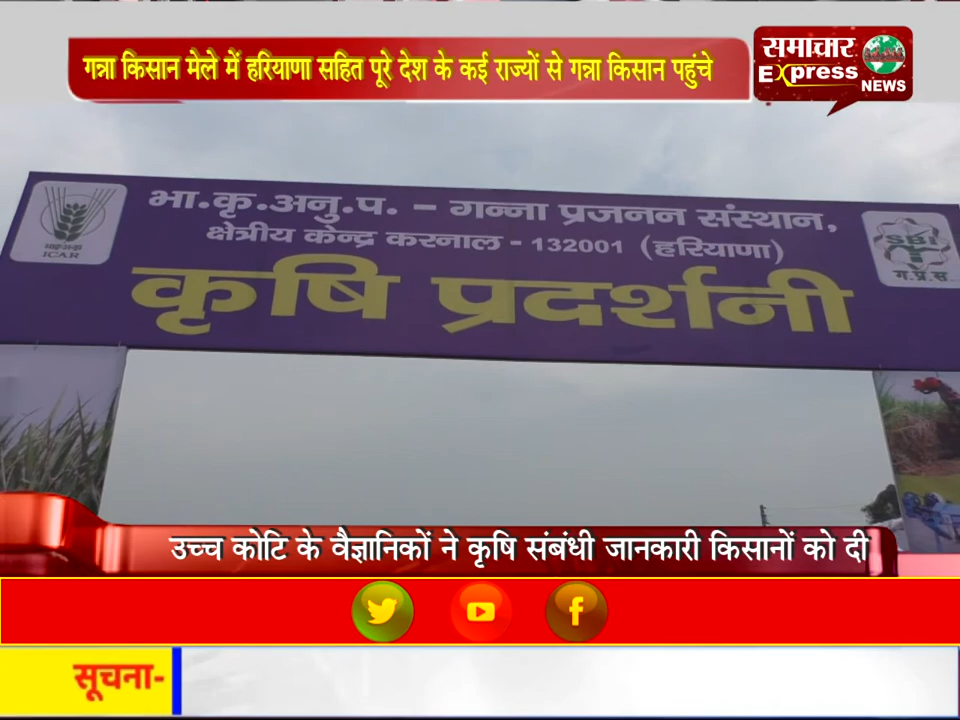 गन्ना किसान मेले में हरियाणा सहित पूरे देश के कई राज्यों से गन्ना किसान पहुंचे
समाचार
Express
NEWS
भा.कृ.अनु.प. – गन्ना प्रजनन संस्थान,
क्षेत्रीय केन्द्र करनाल - 132001 (हरियाणा)
कृषि प्रदर्शनी
भाकृअनुप
ICAR
SBI
ग.प्र.स
उच्च कोटि के वैज्ञानिकों ने कृषि संबंधी जानकारी किसानों को दी
सूचना-